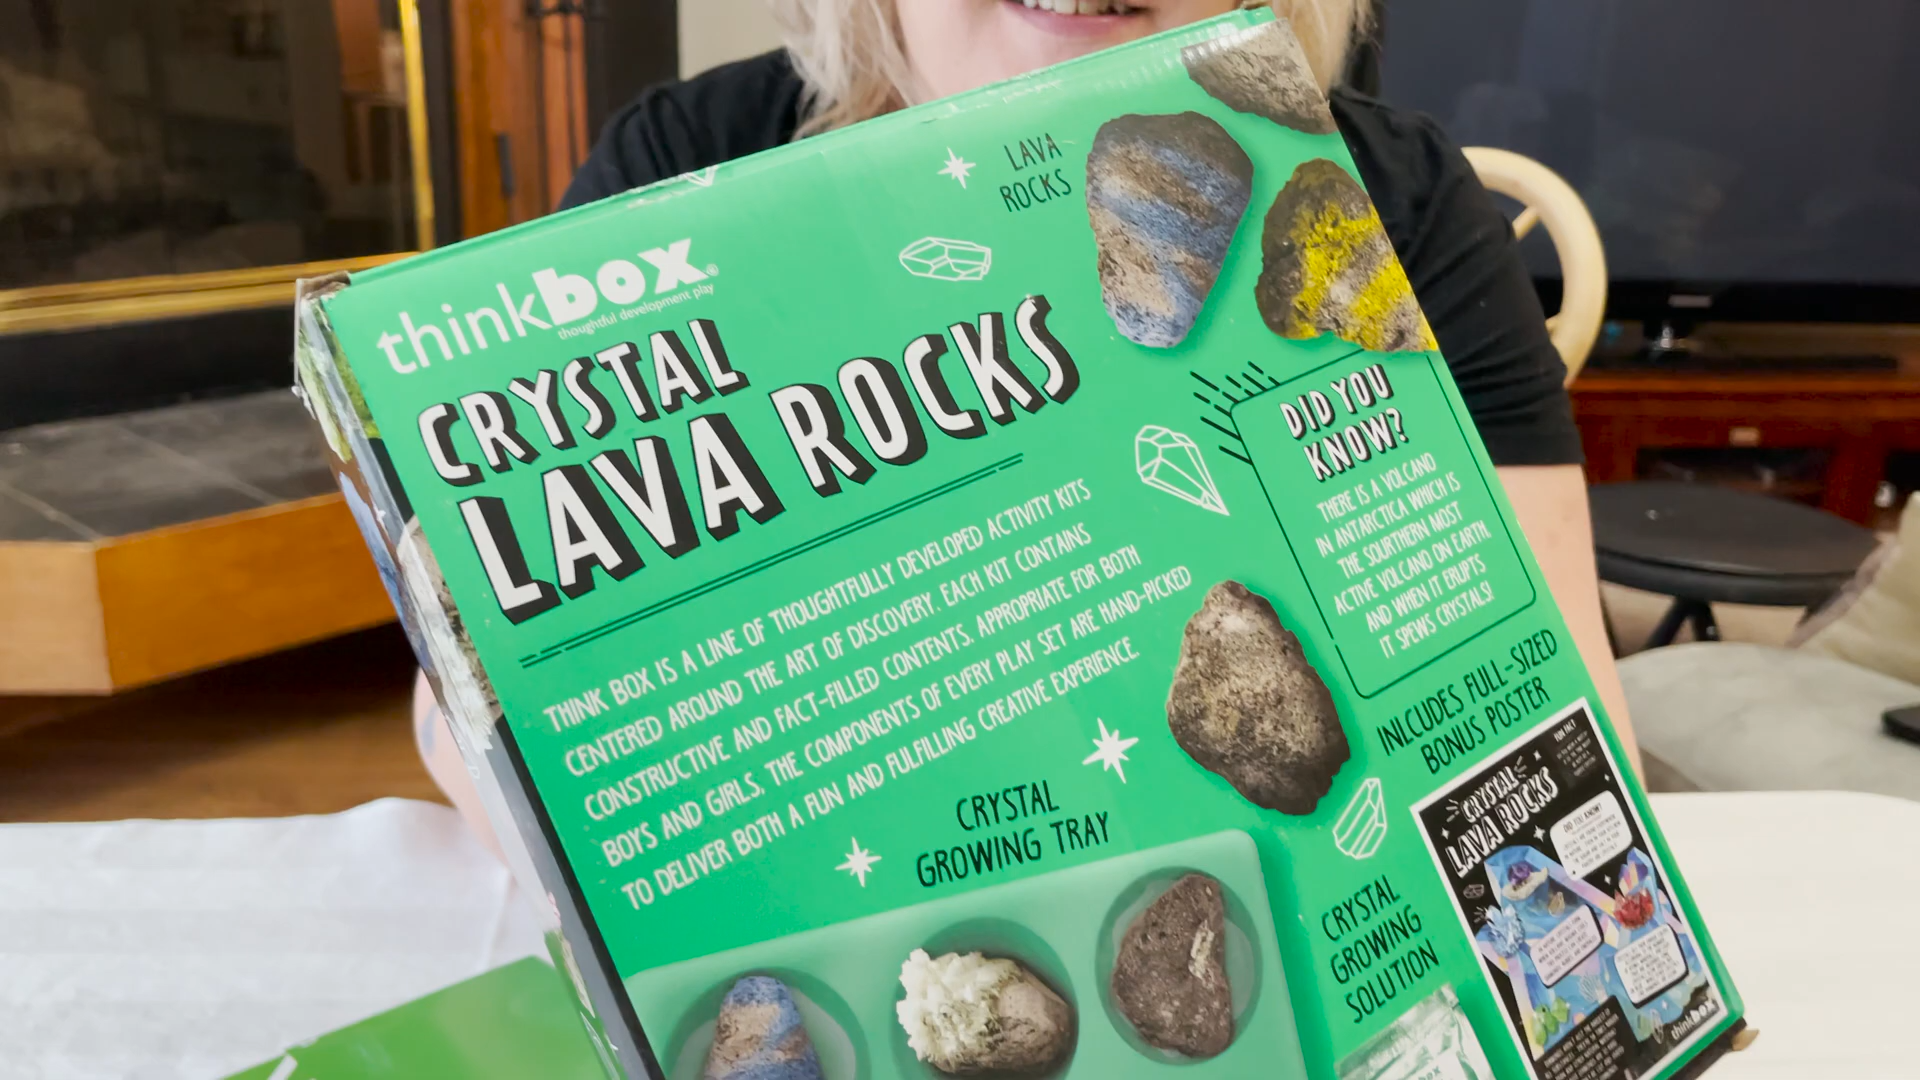 thinkbox®
thoughtful development play
CRYSTAL
LAVA ROCKS
THINK BOX IS A LINE OF THOUGHTFULLY DEVELOPED ACTIVITY KITS
CENTERED AROUND THE ART OF DISCOVERY. EACH KIT CONTAINS
CONSTRUCTIVE AND FACT-FILLED CONTENTS. APPROPRIATE FOR BOTH
BOYS AND GIRLS. THE COMPONENTS OF EVERY PLAY SET ARE HAND-PICKED
TO DELIVER BOTH A FUN AND FULFILLING CREATIVE EXPERIENCE.
LAVA
ROCKS
DID YOU
KNOW?
THERE IS A VOLCANO
IN ANTARCTICA WHICH IS
THE SOURTHERN MOST
ACTIVE VOLCANO ON EARTH
AND WHEN IT ERUPTS
IT SPEWS CRYSTALS!
INLCUDES FULL-SIZED
BONUS POSTER
CRYSTAL
GROWING TRAY
CRYSTAL
GROWING
SOLUTION
FUN FACT
CRYSTAL
LAVA ROCKS
DID YOU KNOW?
thinkbox